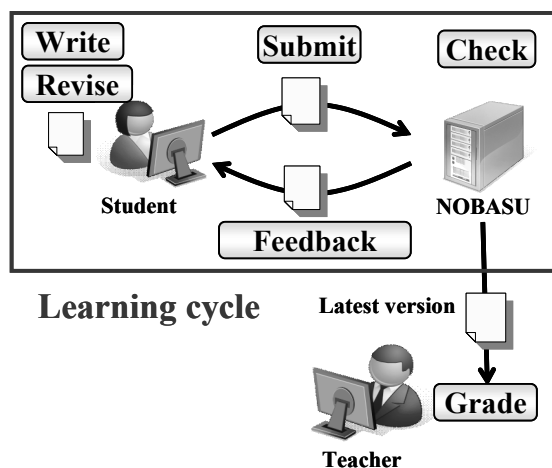 Write
Revise
Submit
Check
Student
Feedback
NOBASU
Learning cycle
Latest version
Grade
Teacher